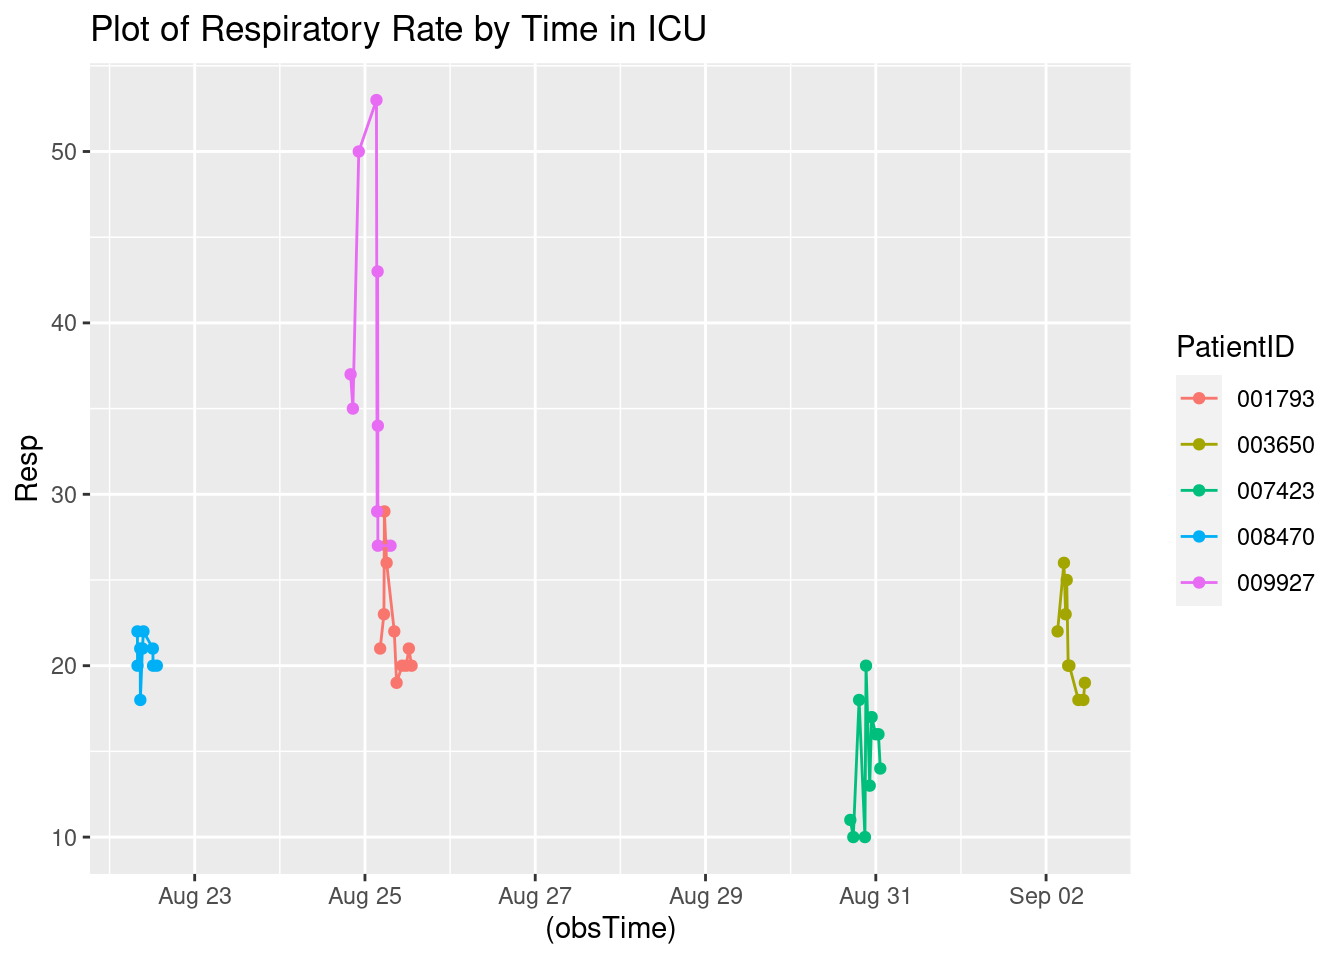 Plot of Respiratory Rate by Time in ICU
50
40
30
20
10
Resp
Aug 23
Aug 25
Aug 27
Aug 29
Aug 31
Sep 02
(obsTime)
PatientID
001793
003650
007423
008470
009927